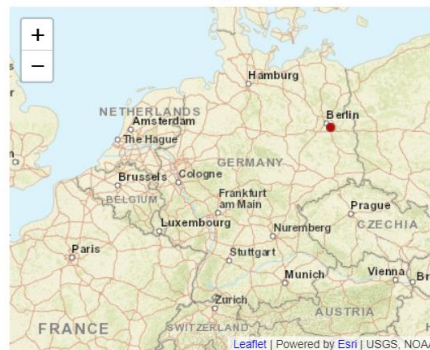 +
−
Hamburg
Berlin
NETHERLANDS
Amsterdam
The Hague
GERMANY
Brussels
Cologne
BELGIUM
Frankfurt
am Main
Luxembourg
Prague
CZECHIA
Nuremberg
Paris
Stuttgart
Munich
Vienna
Br
Zurich
AUSTRIA
FRANCE
SWITZERLAND
Leaflet | Powered by Esri | USGS, NOAA